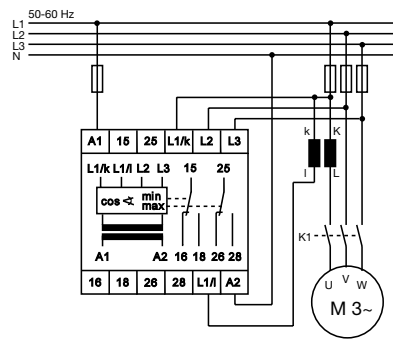 50-60 Hz
L1
L2
L3
N
k K
l L
A1 15 25 L1/k L2 L3
L1/k L1/l L2 L3 15 25
cos ∢ min max
16 18 26 28
A1 A2
16 18 26 28 L1/l A2
K1
U V W
M 3~